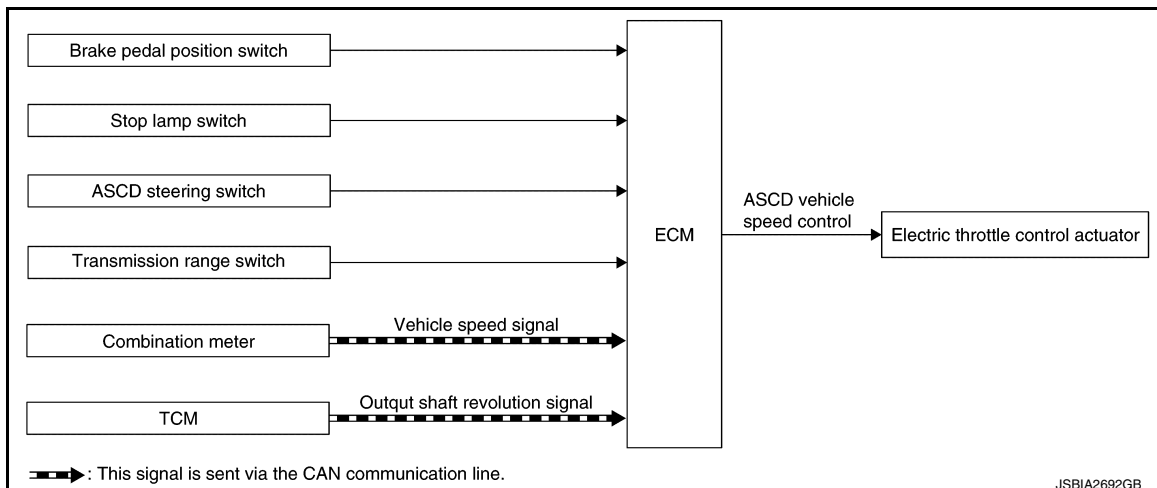 Brake pedal position switch
Stop lamp switch
ASCD steering switch
Transmission range switch
Combination meter
TCM
Vehicle speed signal
Outqut shaft revolution signal
ECM
ASCD vehicle
speed control
Electric throttle control actuator
: This signal is sent via the CAN communication line.
JSBIA2692GB